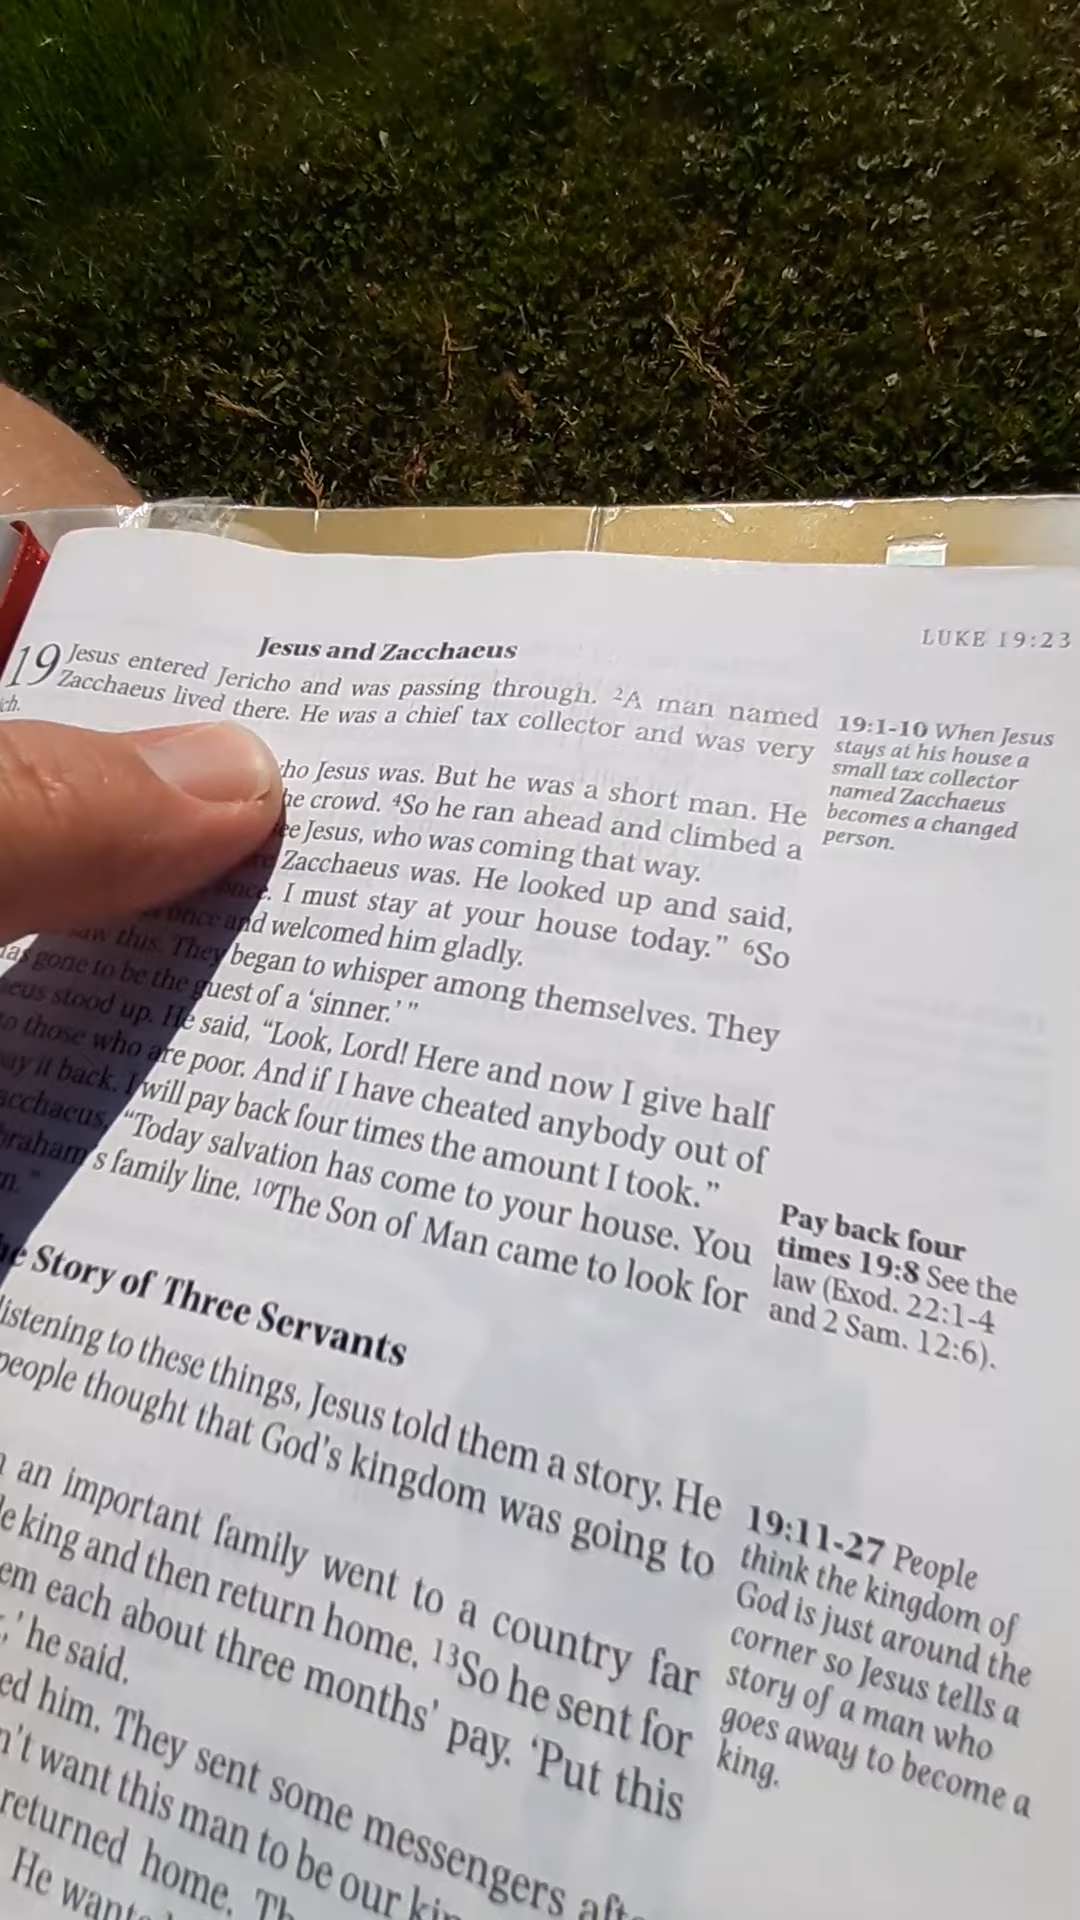 LUKE 19:23
Jesus and Zacchaeus
19 Jesus entered Jericho and was passing through. 2A man named
Zacchaeus lived there. He was a chief tax collector and was very
ch.
who Jesus was. But he was a short man. He
he crowd. 4So he ran ahead and climbed a
ee Jesus, who was coming that way.
Zacchaeus was. He looked up and said,
once. I must stay at your house today.” 6So
once and welcomed him gladly.
this. They began to whisper among themselves. They
has gone to be the guest of a ‘sinner.’ ”
eus stood up. He said, “Look, Lord! Here and now I give half
to those who are poor. And if I have cheated anybody out of
ay it back. I will pay back four times the amount I took.”
acchaeus, “Today salvation has come to your house. You
braham's family line. 10The Son of Man came to look for
n.”
he Story of Three Servants
listening to these things, Jesus told them a story. He
people thought that God's kingdom was going to
an important family went to a country far
e king and then return home. 13So he sent for
em each about three months' pay. ‘Put this
,' he said.
ed him. They sent some messengers afte
n't want this man to be our kin
returned home. Th
He wante
19:1-10 When Jesus
stays at his house a
small tax collector
named Zacchaeus
becomes a changed
person.
Pay back four
times 19:8 See the
law (Exod. 22:1-4
and 2 Sam. 12:6).
19:11-27 People
think the kingdom of
God is just around the
corner so Jesus tells a
story of a man who
goes away to become a
king.